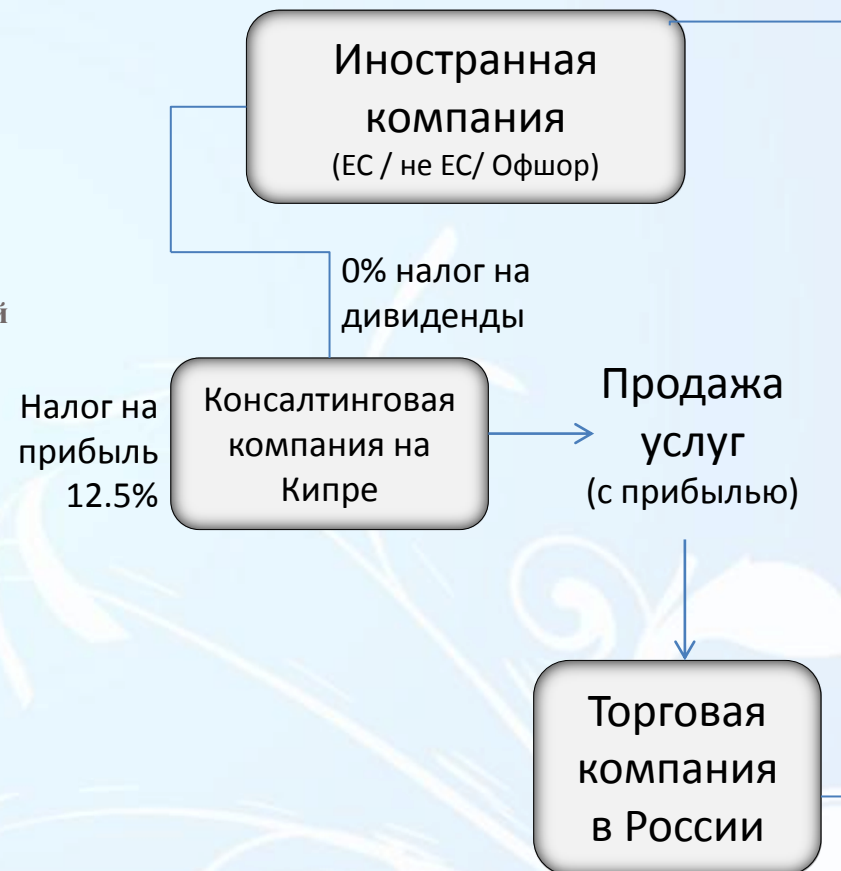 Иностранная
компания
(ЕС / не ЕС/ Офшор)
0% налог на
дивиденды
й
Налог на
прибыль
12.5%
Консалтинговая
компания на
Кипре
Продажа
услуг
(с прибылью)
Торговая
компания
в России